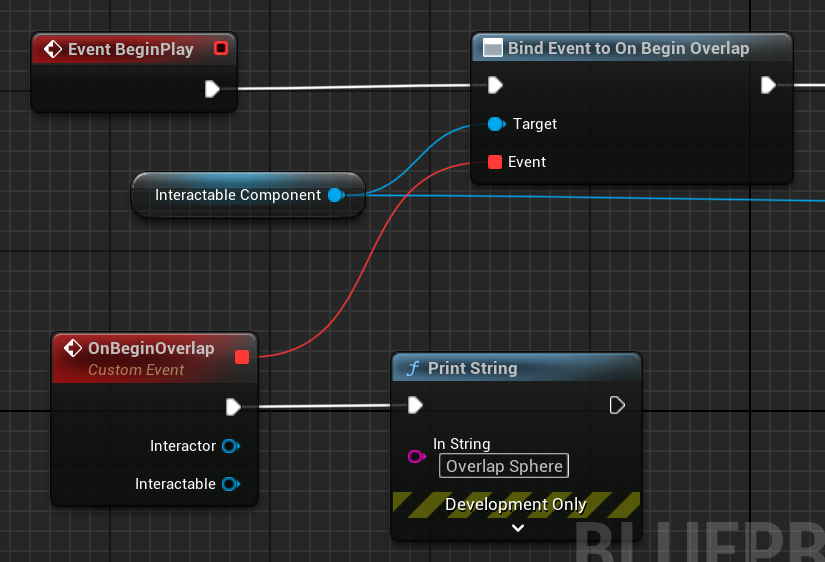 Event BeginPlay
Bind Event to On Begin Overlap
Target
Event
Interactable Component
OnBeginOverlap
Custom Event
Interactor
Interactable
f Print String
In String
Overlap Sphere
Development Only
BLUEPR